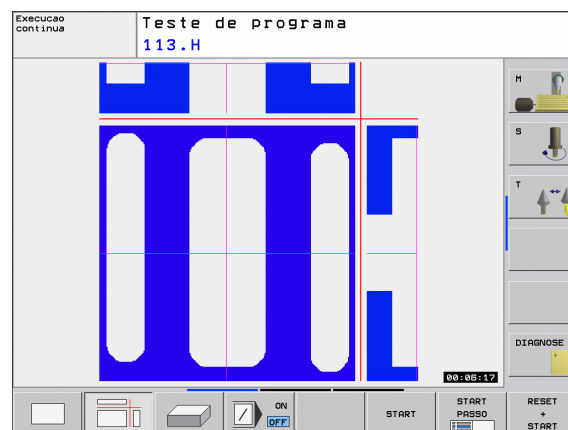 Execucao
continua
Teste de programa
113.H
M
S
T
DIAGNOSE
00:06:17
ON
OFF
START
START
PASSO
RESET
+
START